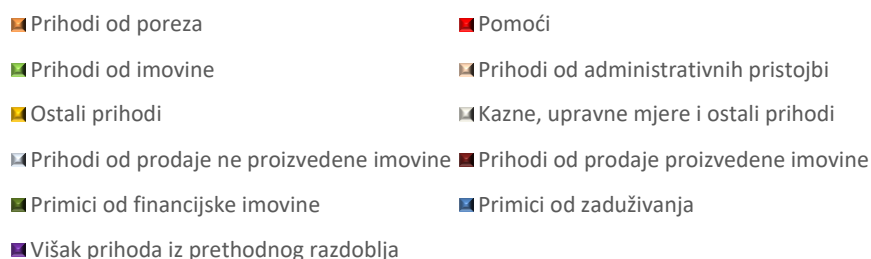 Prihodi od poreza
Pomoći
Prihodi od imovine
Prihodi od administrativnih pristojbi
Ostali prihodi
Kazne, upravne mjere i ostali prihodi
Prihodi od prodaje ne proizvedene imovine
Prihodi od prodaje proizvedene imovine
Primici od financijske imovine
Primici od zaduživanja
Višak prihoda iz prethodnog razdoblja